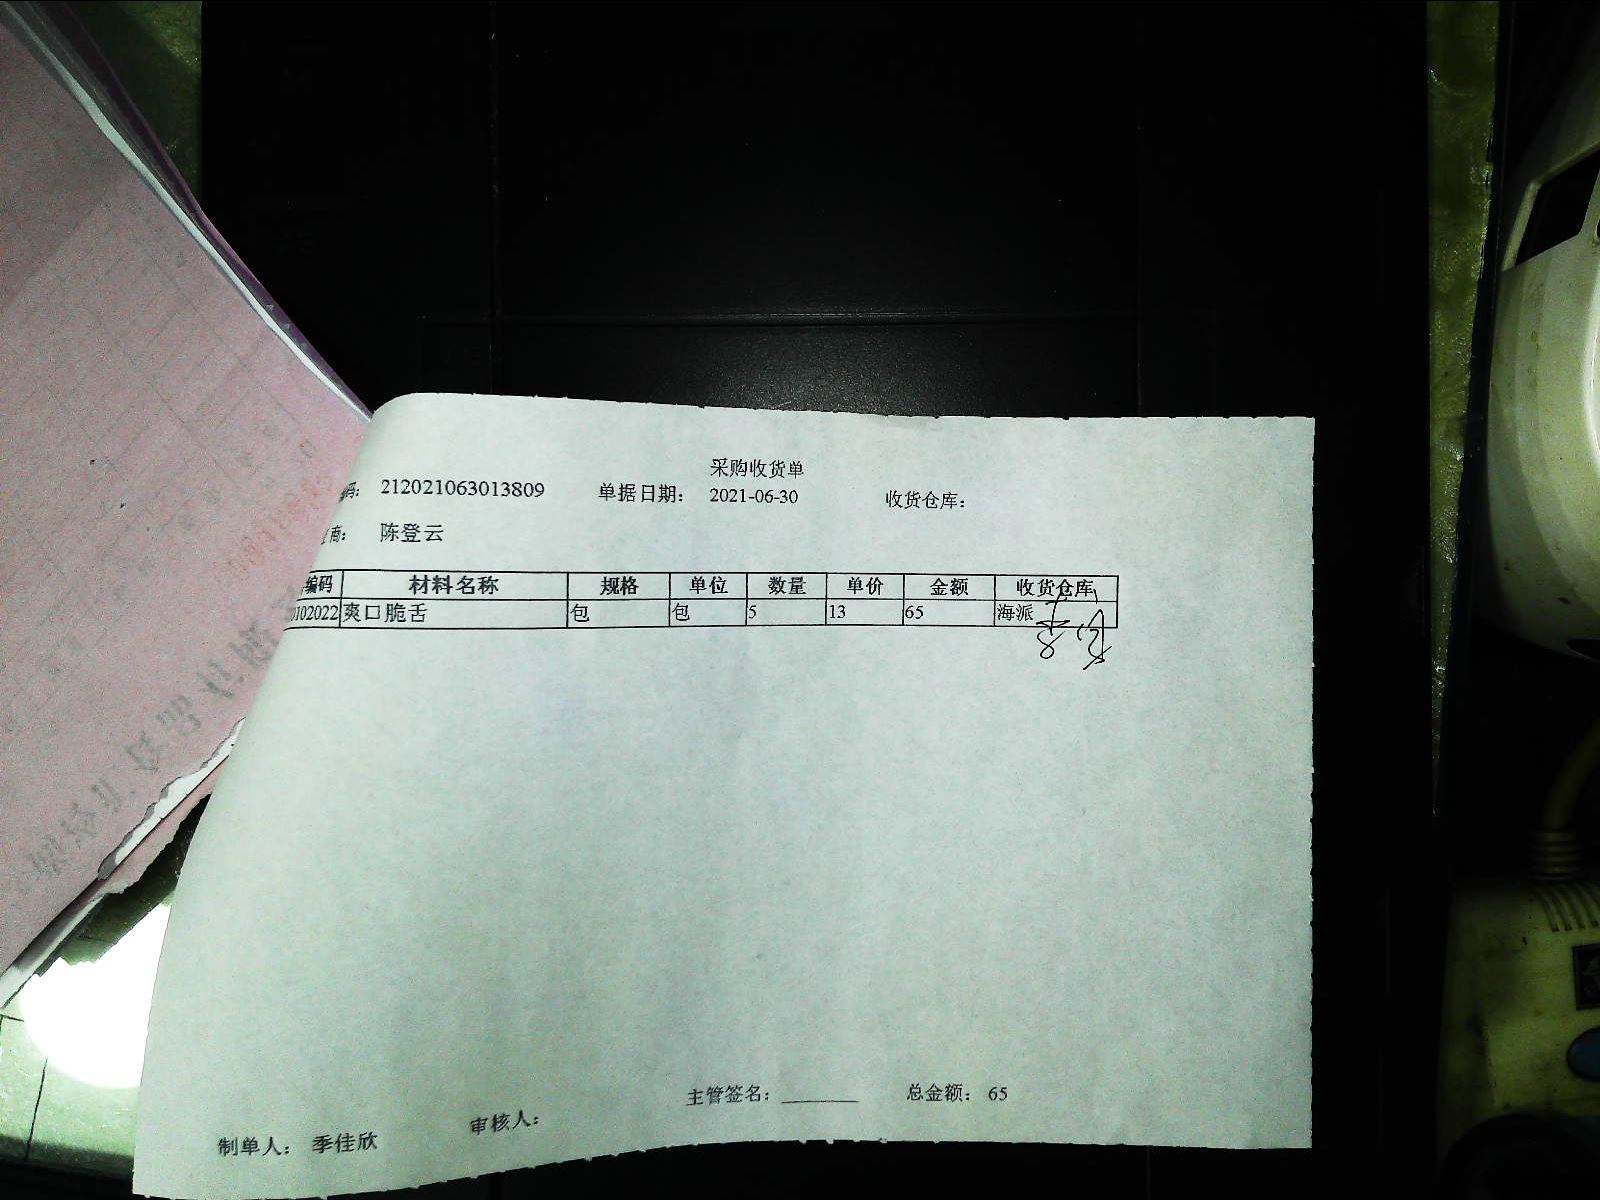 采购收货单
码: 212021063013809 单据日期: 2021-06-30 收货仓库:
商: 陈登云
编码 材料名称 规格 单位 数量 单价 金额 收货仓库
0102022 爽口脆舌 包 包 5 13 65 海派
主管签名: ________ 总金额: 65
制单人: 季佳欣 审核人: